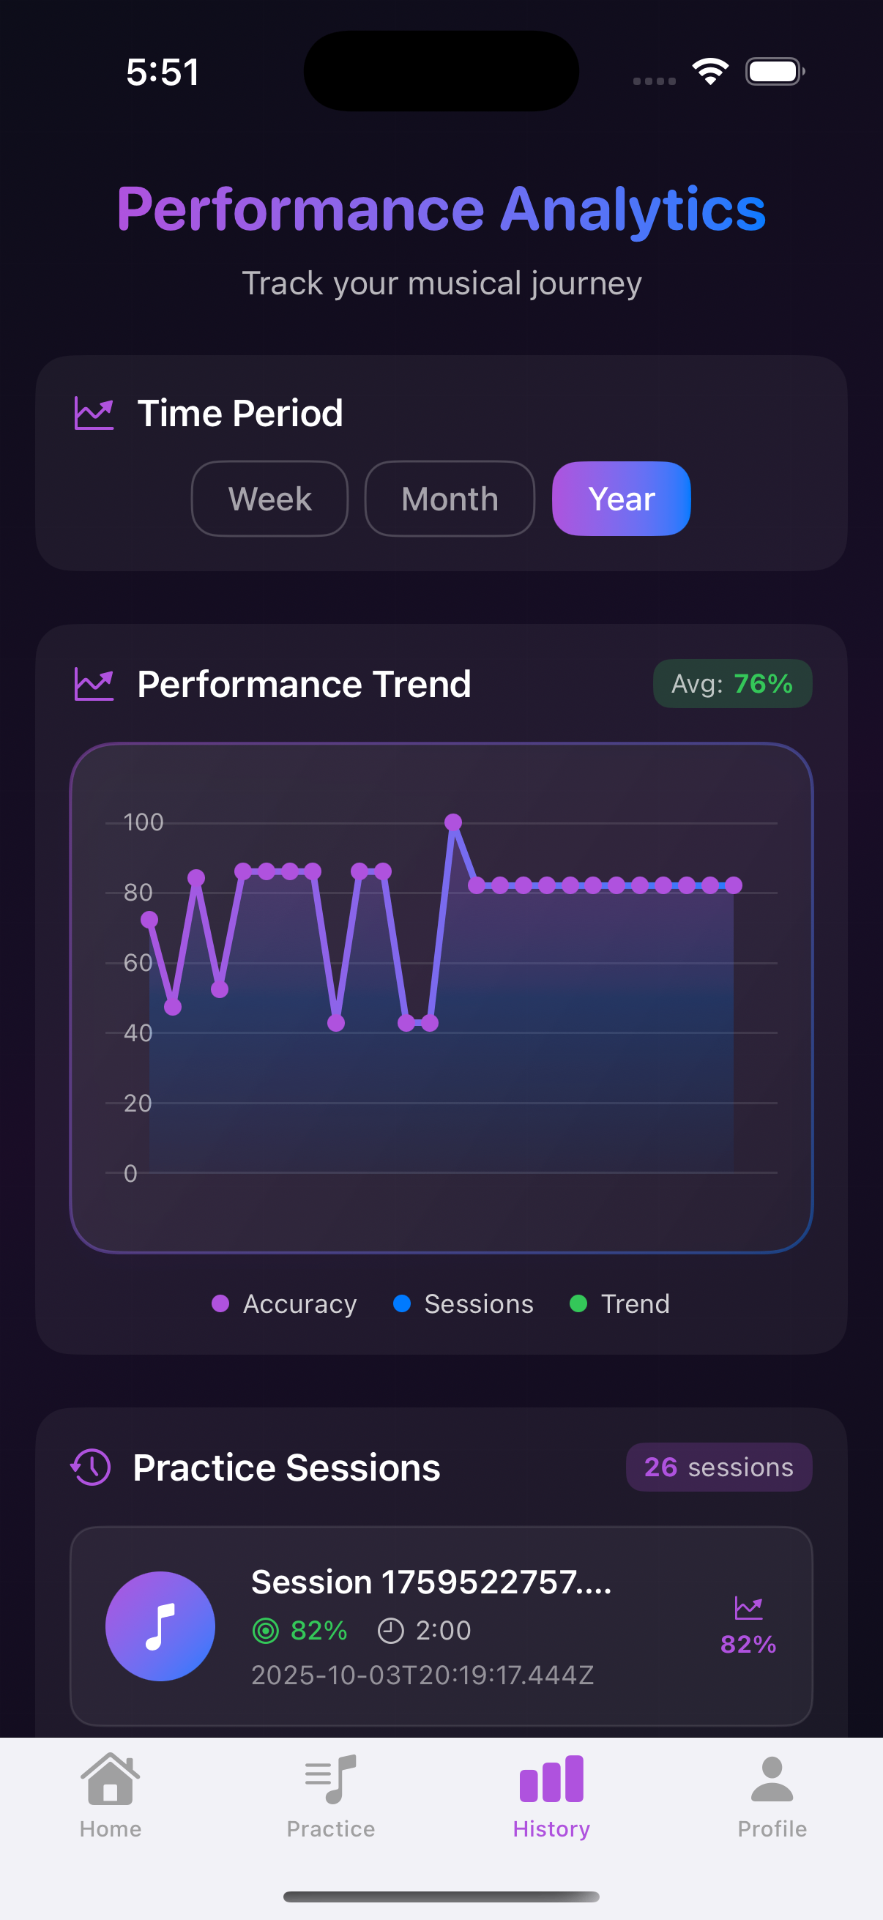 5:51
Performance Analytics
Track your musical journey
Time Period
Week Month Year
Performance Trend
Avg: 76%
100
80
60
40
20
0
Accuracy Sessions Trend
Practice Sessions
26 sessions
Session 1759522757....
82% 2:00
2025-10-03T20:19:17.444Z
82%
Home Practice History Profile